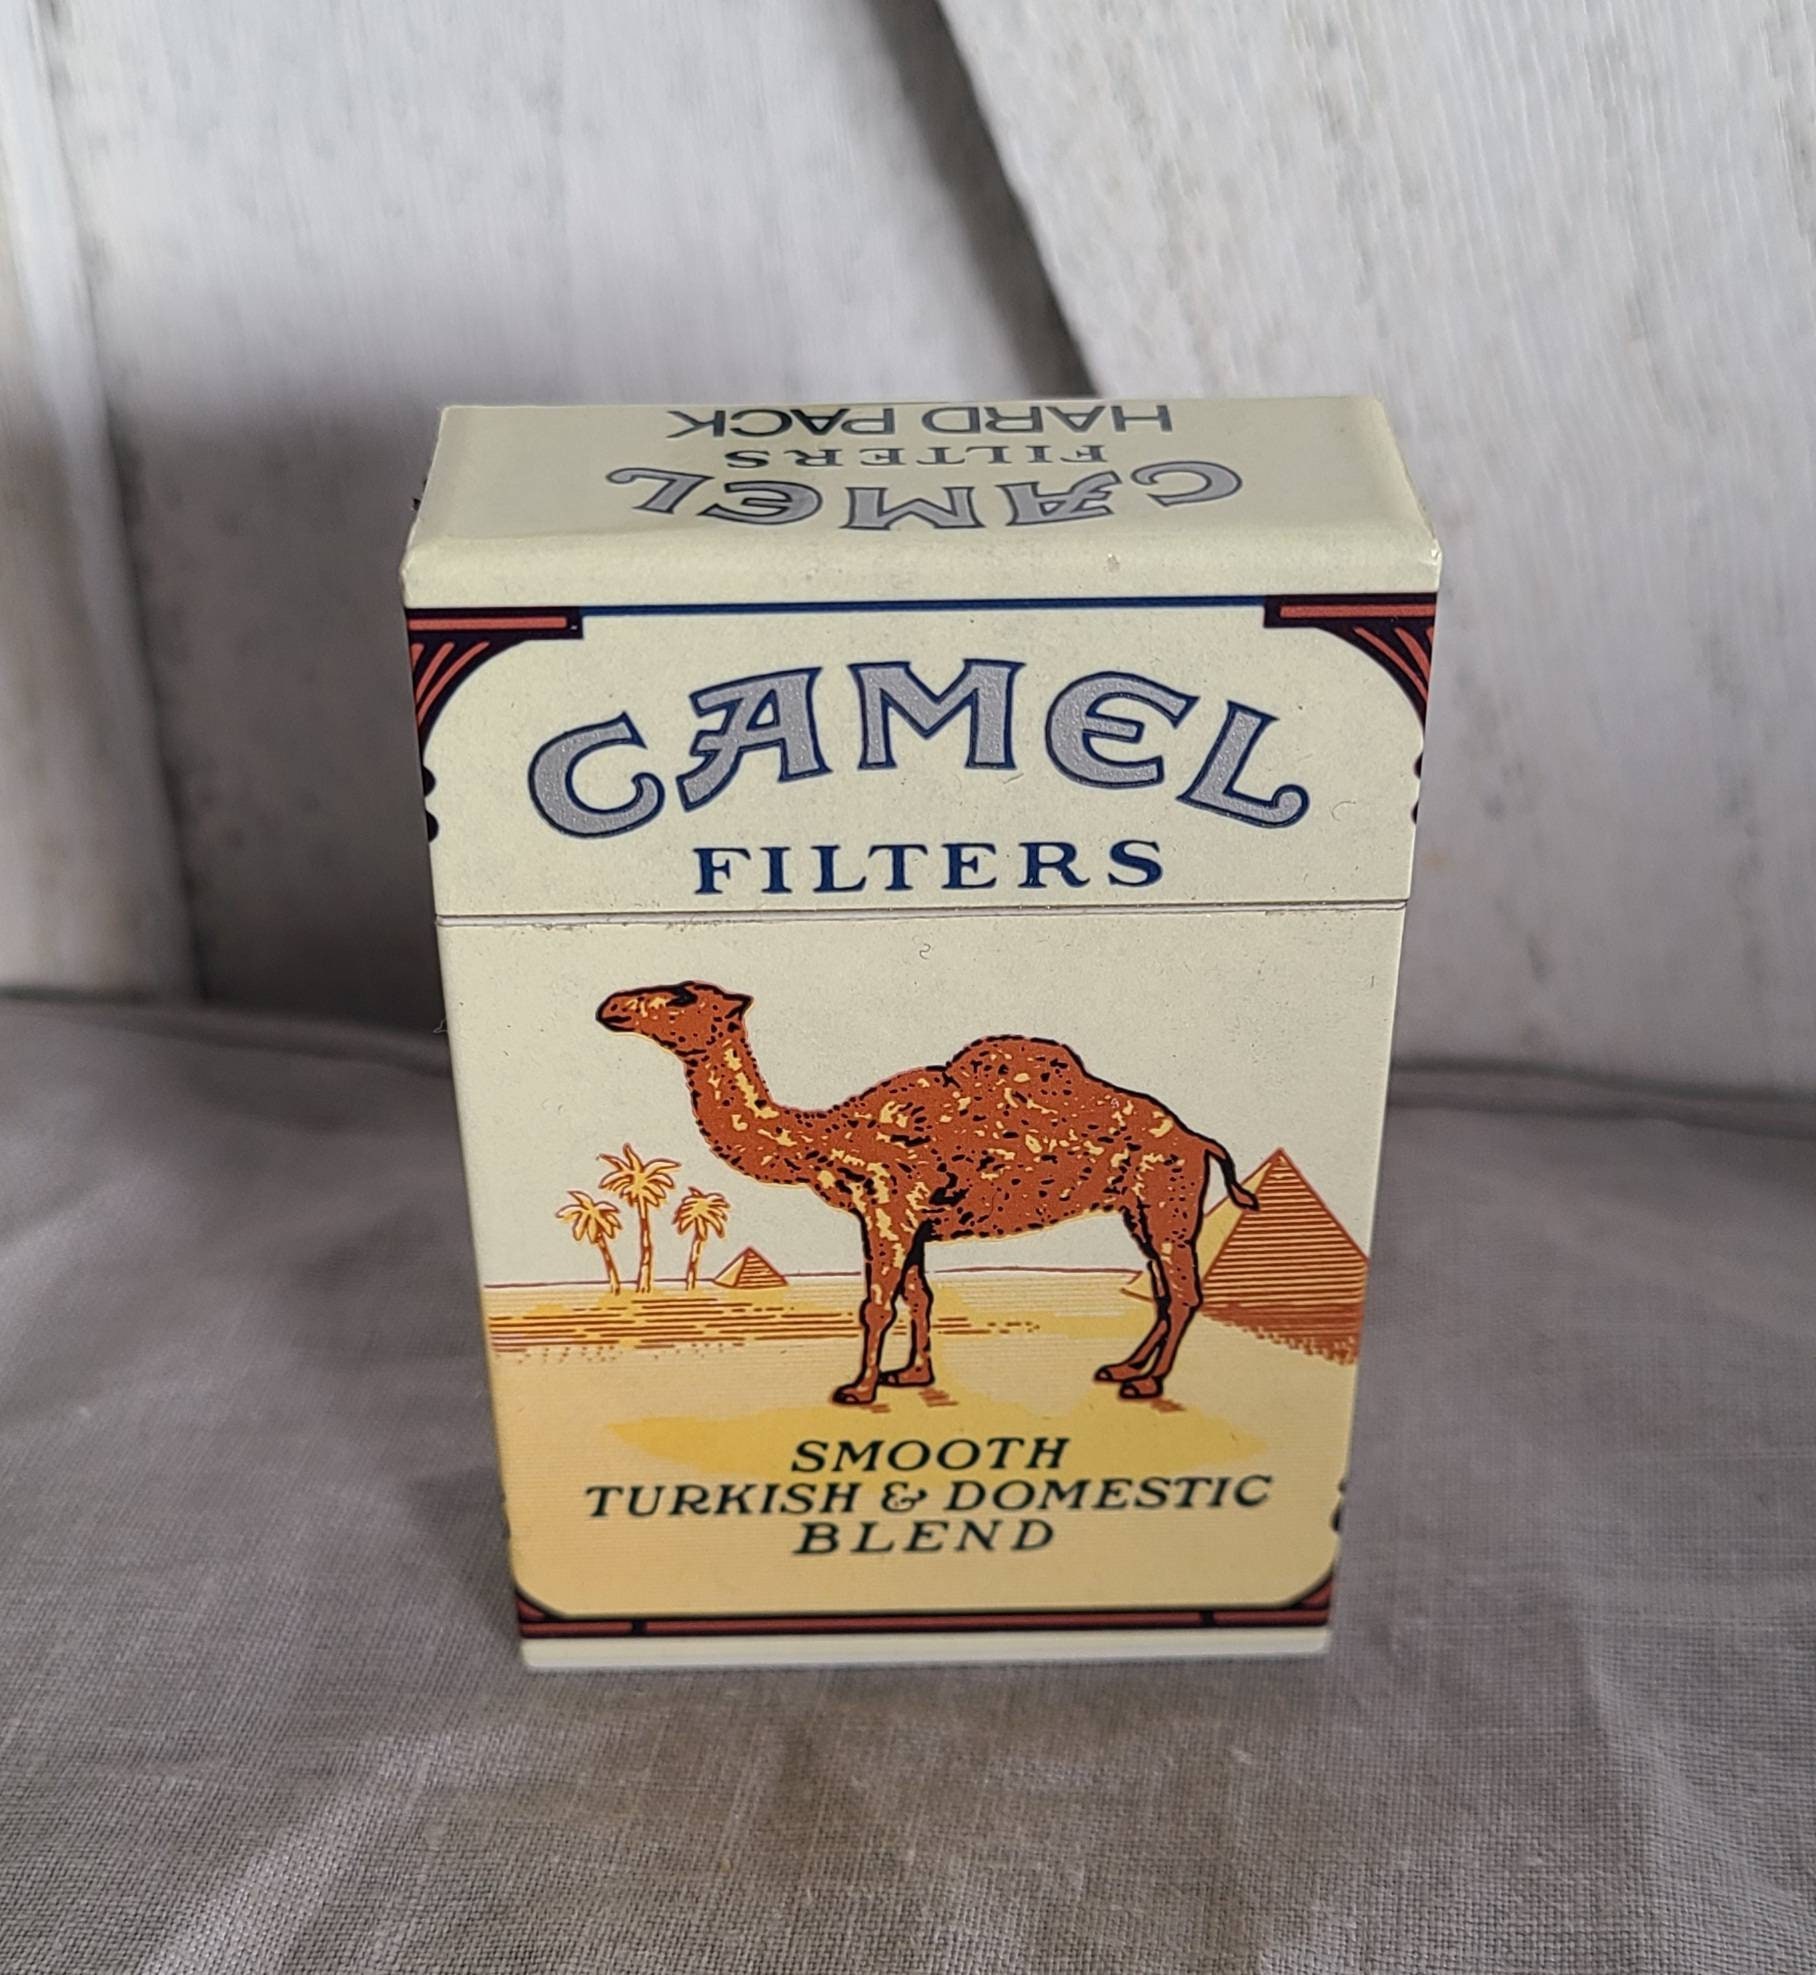 HARD PACK
FILTERS
CAMEL
CAMEL
FILTERS
SMOOTH
TURKISH & DOMESTIC
BLEND